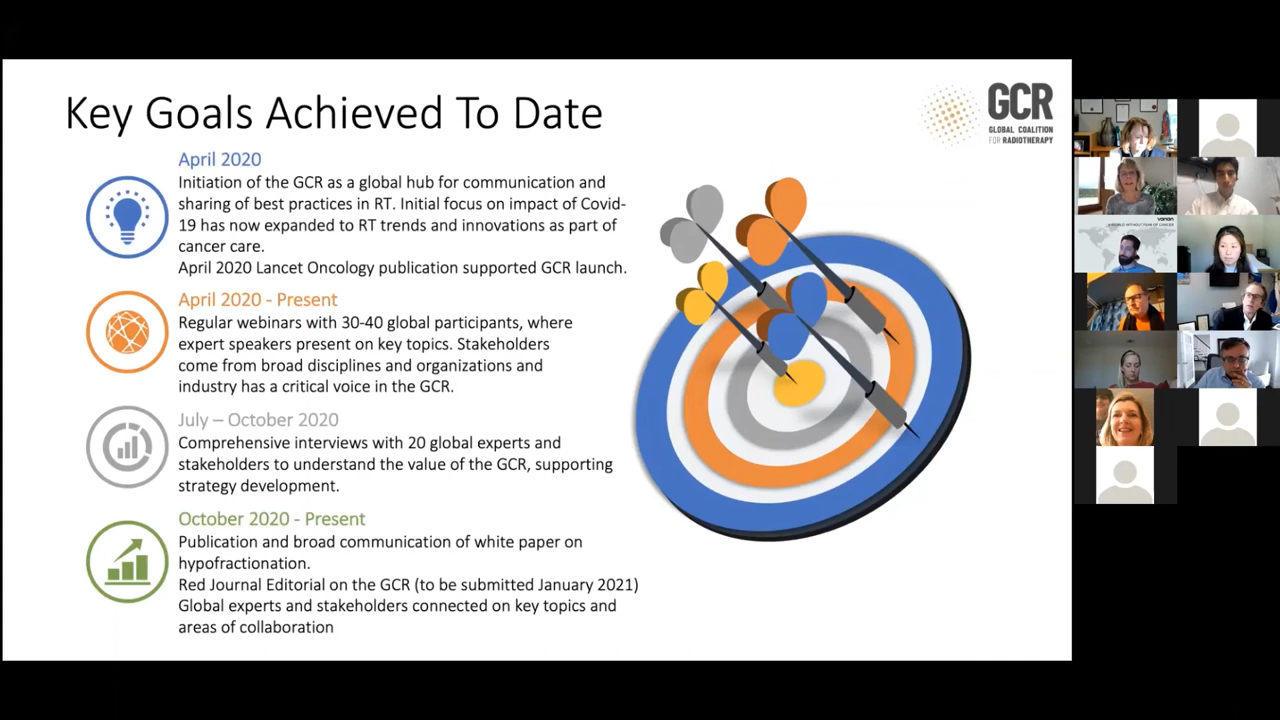 Key Goals Achieved To Date
GCR
GLOBAL COALITION
FOR RADIOTHERAPY
April 2020
Initiation of the GCR as a global hub for communication and
sharing of best practices in RT. Initial focus on impact of Covid-
19 has now expanded to RT trends and innovations as part of
cancer care.
April 2020 Lancet Oncology publication supported GCR launch.
April 2020 - Present
Regular webinars with 30-40 global participants, where
expert speakers present on key topics. Stakeholders
come from broad disciplines and organizations and
industry has a critical voice in the GCR.
July – October 2020
Comprehensive interviews with 20 global experts and
stakeholders to understand the value of the GCR, supporting
strategy development.
October 2020 - Present
Publication and broad communication of white paper on
hypofractionation.
Red Journal Editorial on the GCR (to be submitted January 2021)
Global experts and stakeholders connected on key topics and
areas of collaboration
varian
A WORLD WITHOUT FEAR OF CANCER